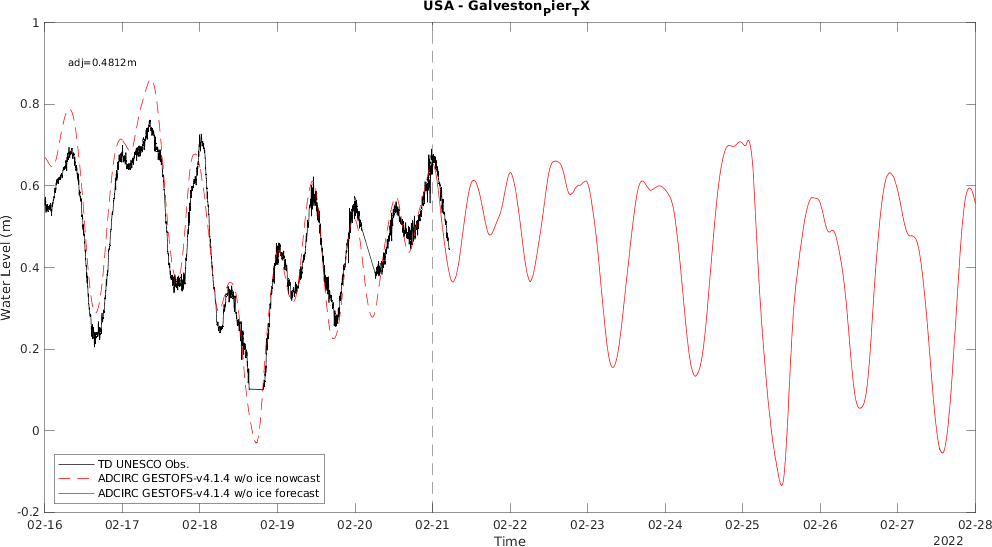 USA - GalvestonPierTX
1
adj=0.4812m
0.8
0.6
0.4
0.2
0
-0.2
Water Level (m)
TD UNESCO Obs.
ADCIRC GESTOFS-v4.1.4 w/o ice nowcast
ADCIRC GESTOFS-v4.1.4 w/o ice forecast
02-16 02-17 02-18 02-19 02-20 02-21 02-22 02-23 02-24 02-25 02-26 02-27 02-28
Time
2022